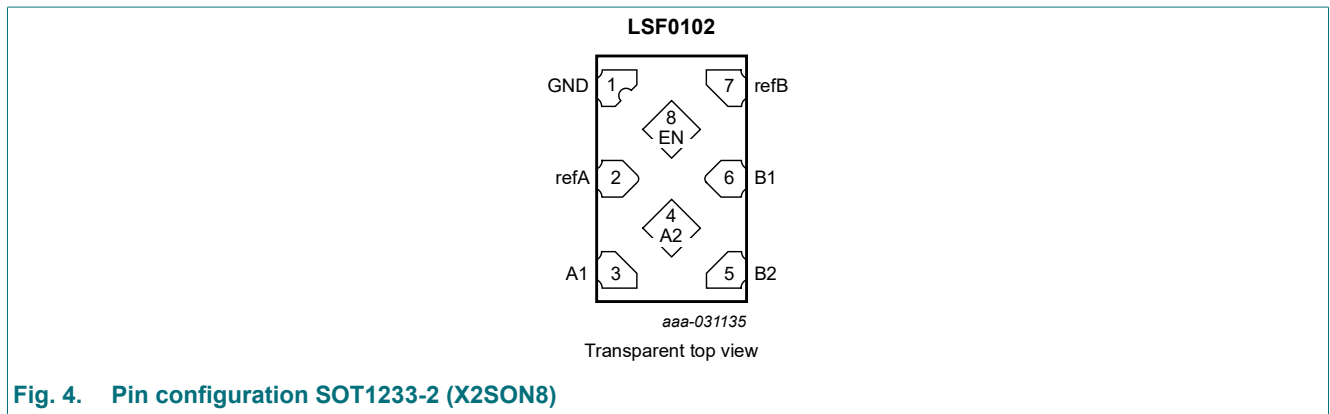 LSF0102
GND 1 7 refB
8
EN
refA 2 6 B1
4
A2
A1 3 5 B2
aaa-031135
Transparent top view
Fig. 4. Pin configuration SOT1233-2 (X2SON8)